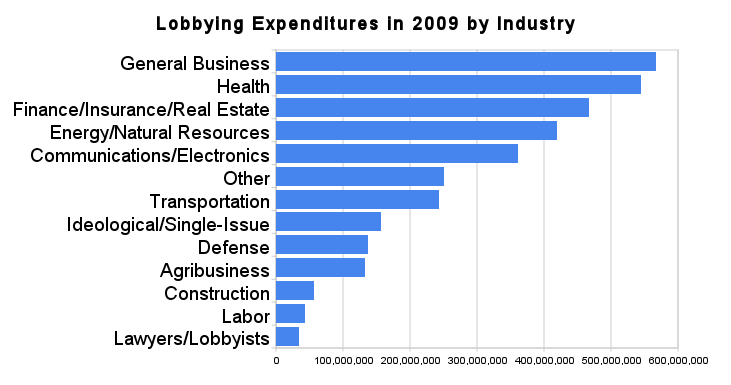 Lobbying Expenditures in 2009 by Industry
General Business
Health
Finance/Insurance/Real Estate
Energy/Natural Resources
Communications/Electronics
Other
Transportation
Ideological/Single-Issue
Defense
Agribusiness
Construction
Labor
Lawyers/Lobbyists
0 100,000,000 200,000,000 300,000,000 400,000,000 500,000,000 600,000,000